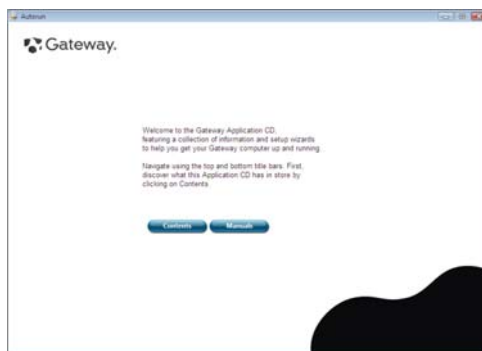 Autorun
Gateway.
Welcome to the Gateway Application CD,
featuring a collection of information and setup wizards
to help you get your Gateway computer up and running.
Navigate using the top and bottom title bars. First,
discover what this Application CD has in store by
clicking on Contents.
Contents
Manuals